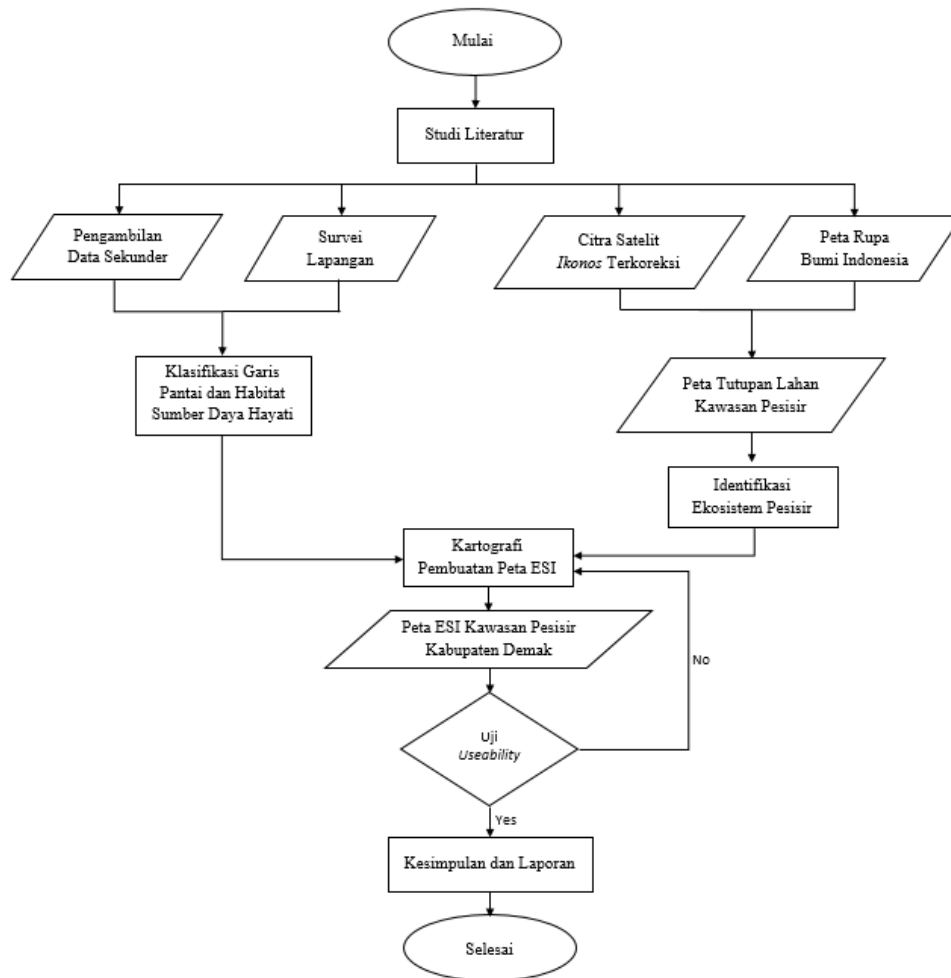 Mulai
Studi Literatur
Pengambilan
Data Sekunder
Survei
Lapangan
Citra Satelit
Ikonos Terkoreksi
Peta Rupa
Bumi Indonesia
Klasifikasi Garis
Pantai dan Habitat
Sumber Daya Hayati
Peta Tutupan Lahan
Kawasan Pesisir
Identifikasi
Ekosistem Pesisir
Kartografi
Pembuatan Peta ESI
Peta ESI Kawasan Pesisir
Kabupaten Demak
No
Uji
Useability
Yes
Kesimpulan dan Laporan
Selesai